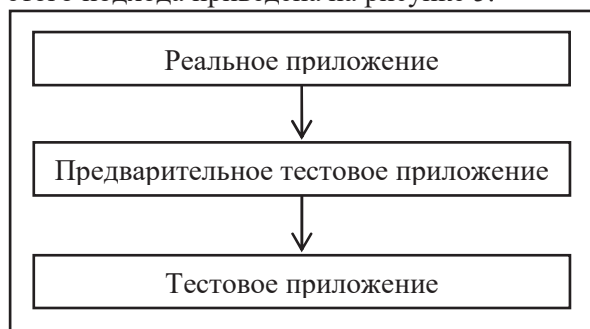 Реальное приложение
Предварительное тестовое приложение
Тестовое приложение